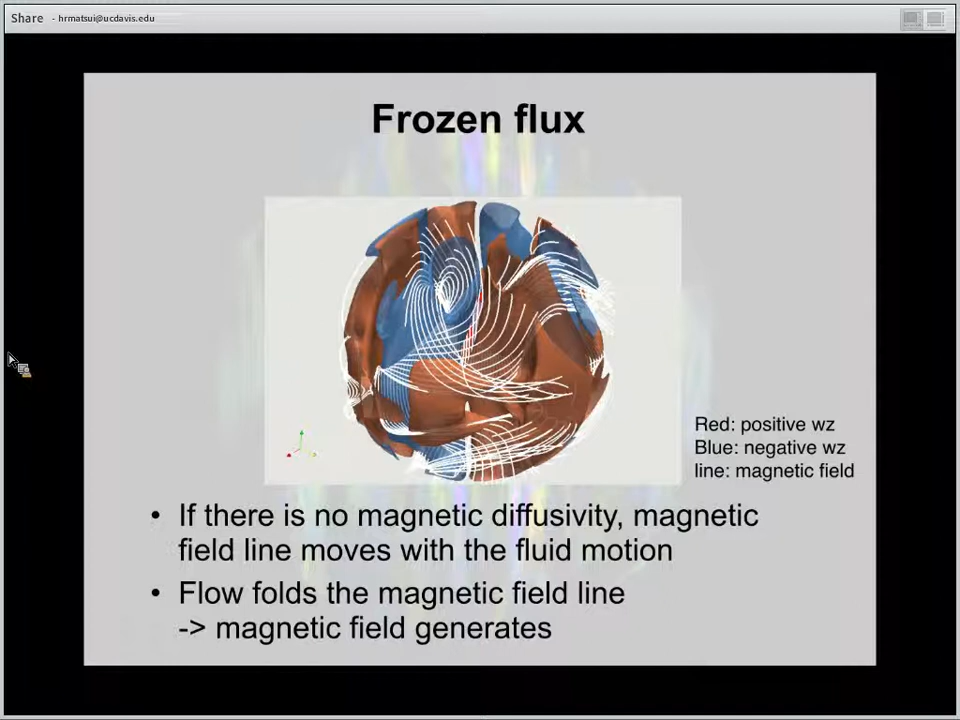 Share - hrmatsui@ucdavis.edu
Frozen flux
Red: positive wz
Blue: negative wz
line: magnetic field
• If there is no magnetic diffusivity, magnetic
field line moves with the fluid motion
• Flow folds the magnetic field line
-> magnetic field generates